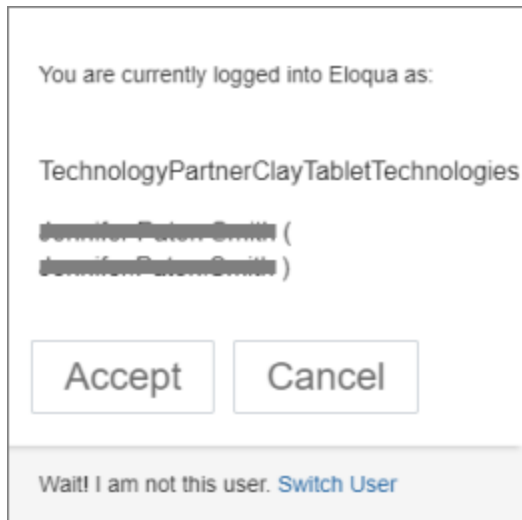 You are currently logged into Eloqua as:
TechnologyPartnerClayTabletTechnologies
(
)
Accept
Cancel
Wait! I am not this user. Switch User